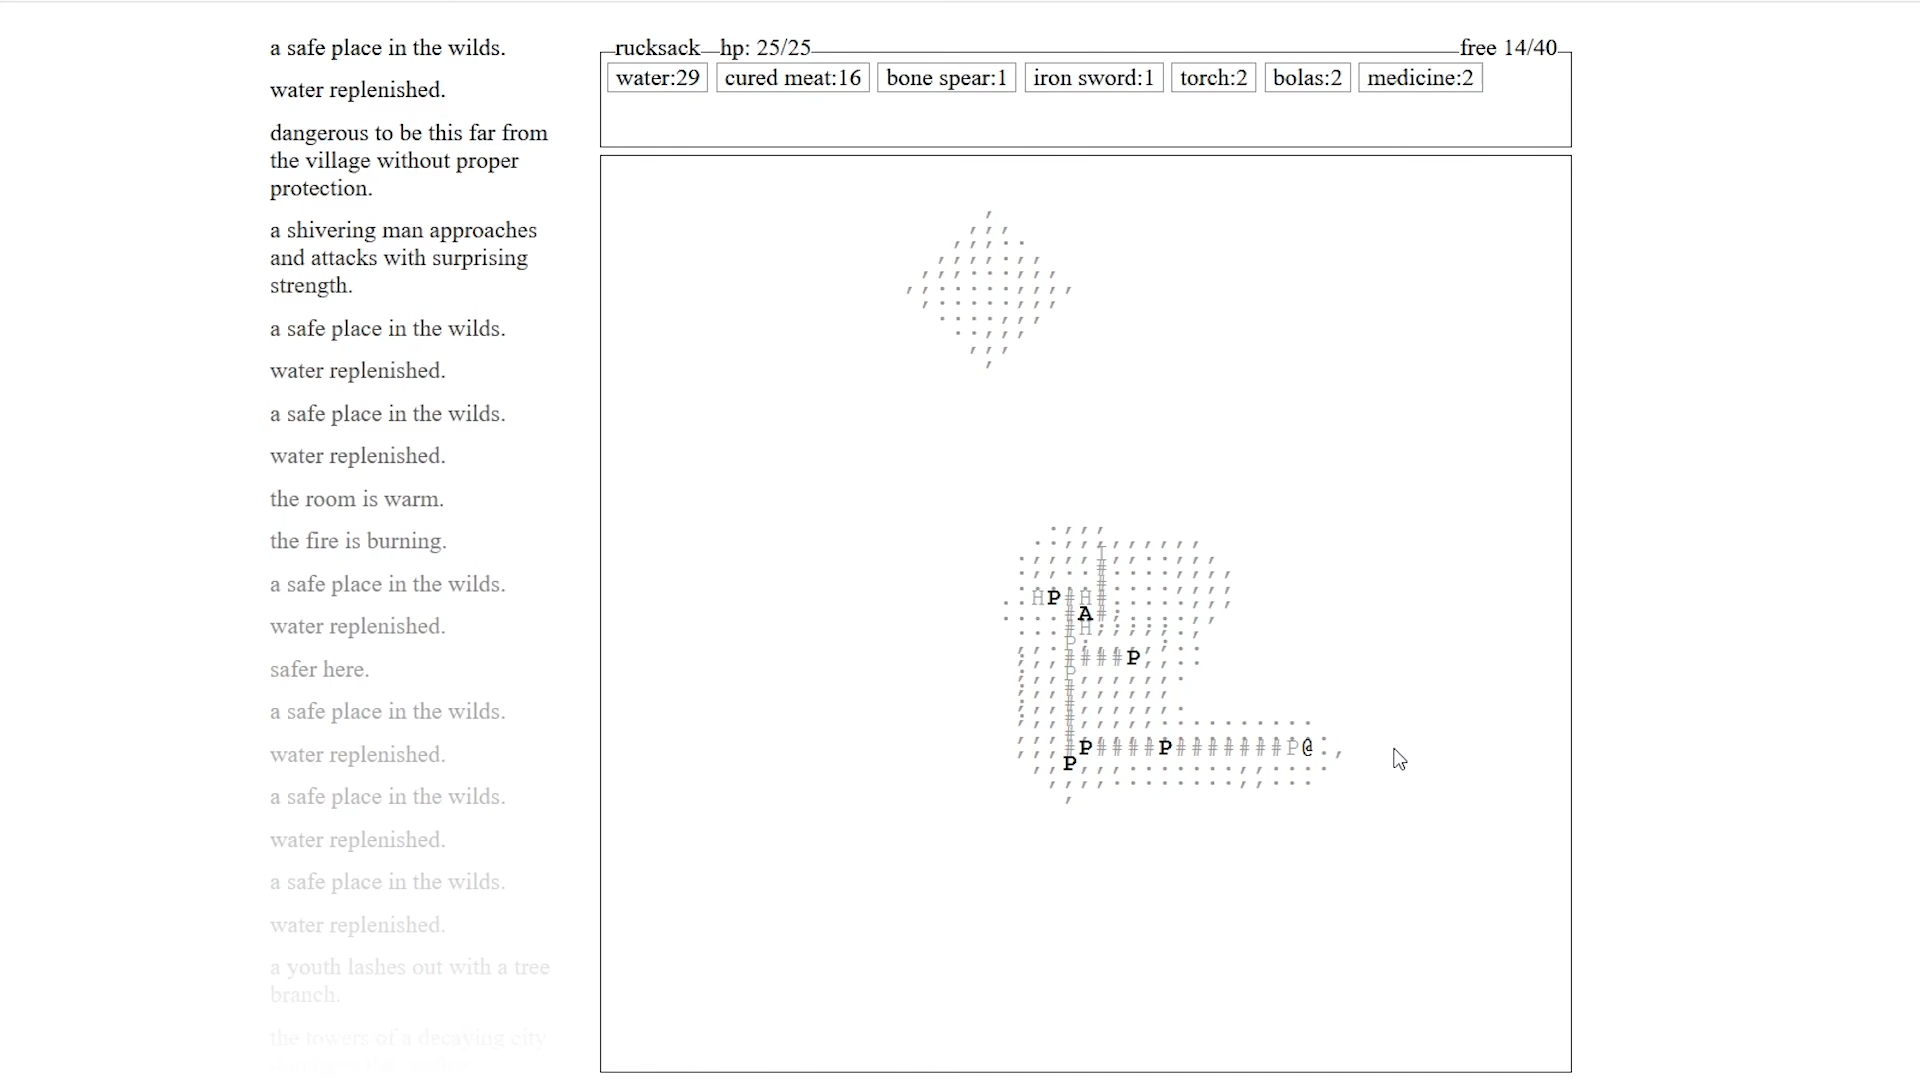 a safe place in the wilds.
water replenished.
dangerous to be this far from
the village without proper
protection.
a shivering man approaches
and attacks with surprising
strength.
a safe place in the wilds.
water replenished.
a safe place in the wilds.
water replenished.
the room is warm.
the fire is burning.
a safe place in the wilds.
water replenished.
safer here.
a safe place in the wilds.
water replenished.
a safe place in the wilds.
water replenished.
a safe place in the wilds.
water replenished.
a youth lashes out with a tree
branch.
the towers of a decaying city
rucksack hp: 25/25 free 14/40
water:29 cured meat:16 bone spear:1 iron sword:1 torch:2 bolas:2 medicine:2
I
#
#
H P # H #
# A #
# H
P
# # # # P
P
#
#
#
#
# P # # # # P # # # # # # # P @
P